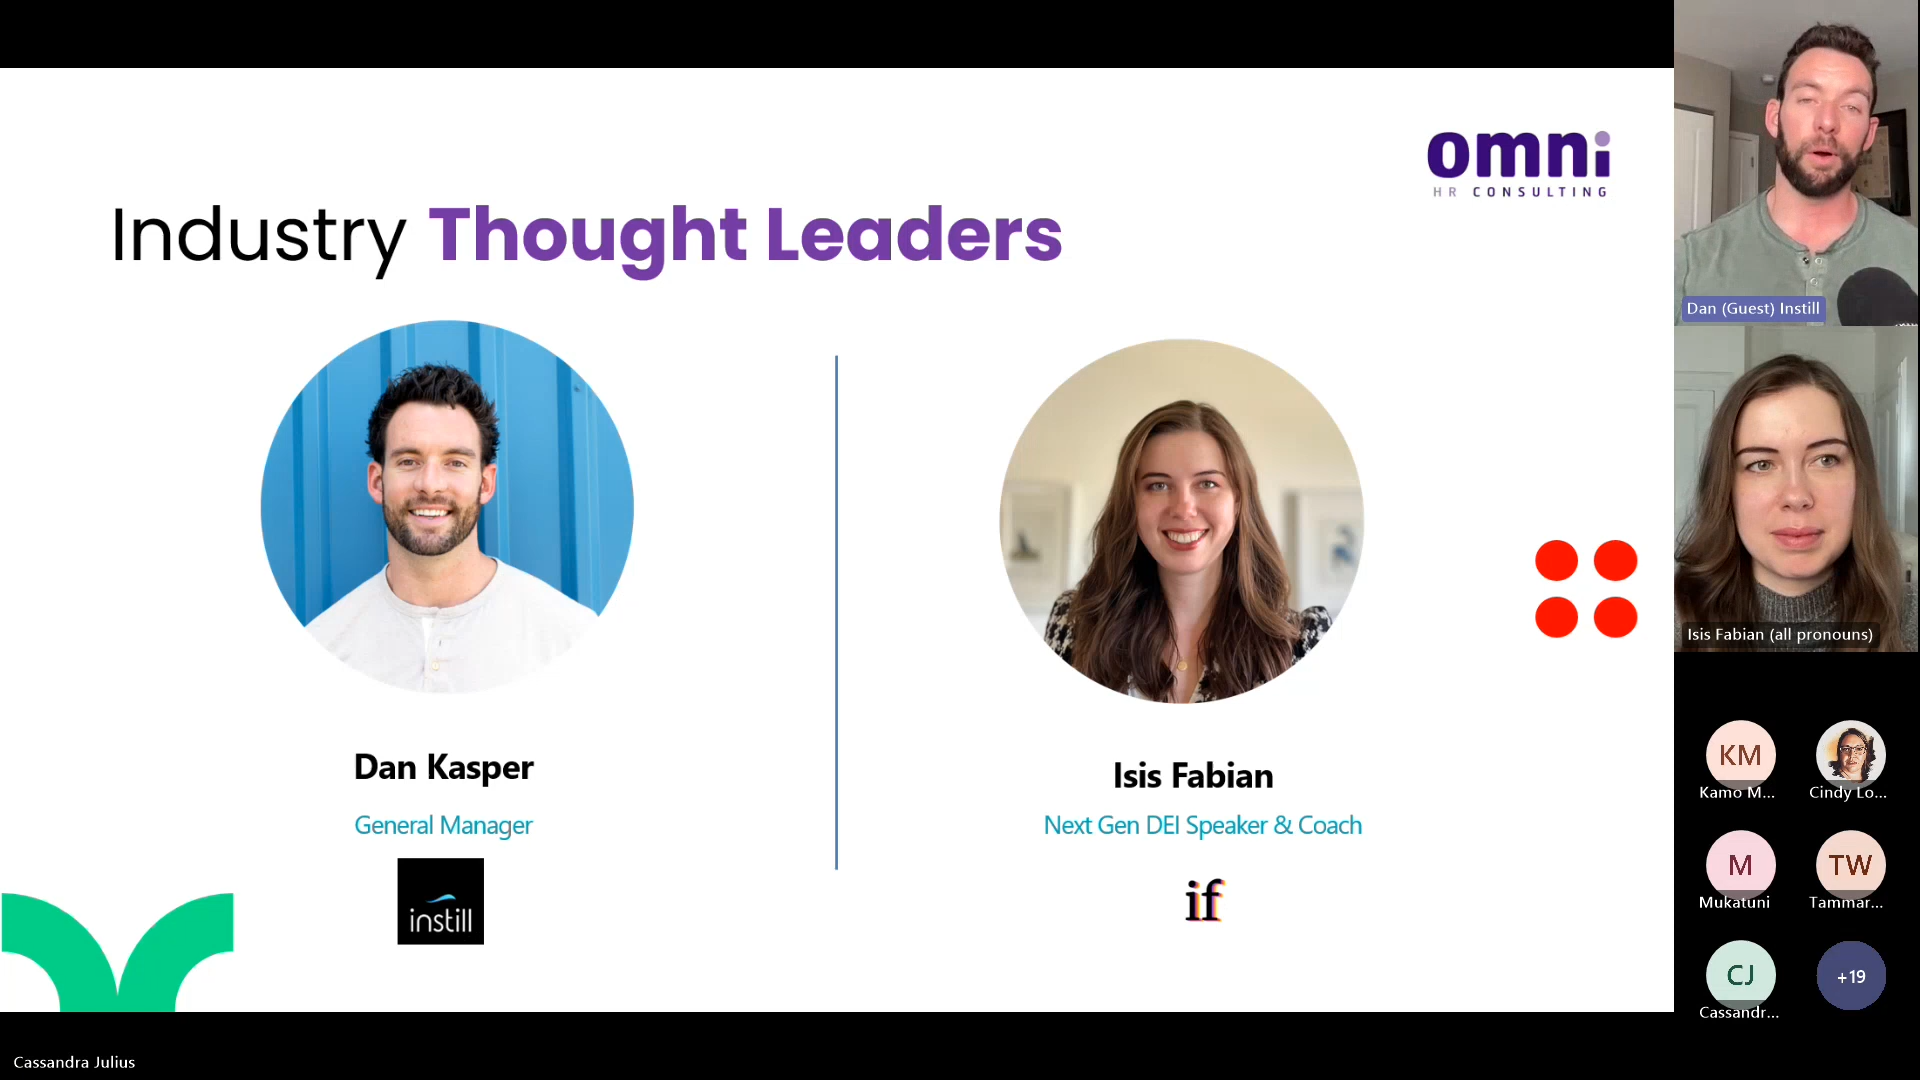 omni
HR CONSULTING
Industry Thought Leaders
Dan Kasper
General Manager
instill
Isis Fabian
Next Gen DEI Speaker & Coach
if
Dan (Guest) Instill
Isis Fabian (all pronouns)
KM
Kamo M...
Cindy Lo...
M
Mukatuni
TW
Tammar...
CJ
Cassandr...
+19
Cassandra Julius